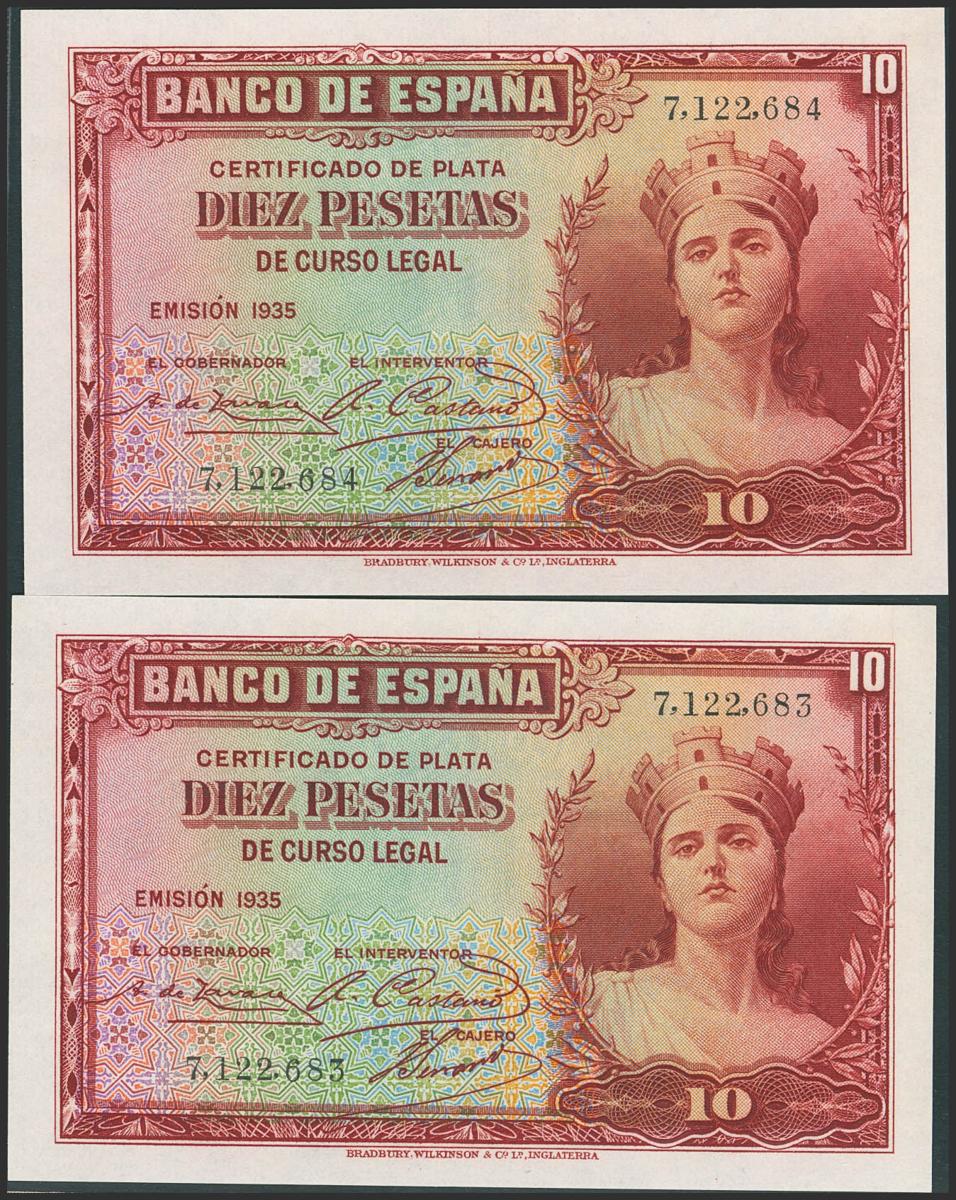 BANCO DE ESPAÑA
10
7,122,684
CERTIFICADO DE PLATA
DIEZ PESETAS
DE CURSO LEGAL
EMISIÓN 1935
EL GOBERNADOR EL INTERVENTOR
A. Castaño
EL CAJERO
7,122,684
10
BRADBURY, WILKINSON & Cº Lº, INGLATERRA
BANCO DE ESPAÑA
10
7,122,683
CERTIFICADO DE PLATA
DIEZ PESETAS
DE CURSO LEGAL
EMISIÓN 1935
EL GOBERNADOR EL INTERVENTOR
A. Castaño
EL CAJERO
7,122,683
10
BRADBURY, WILKINSON & Cº Lº, INGLATERRA